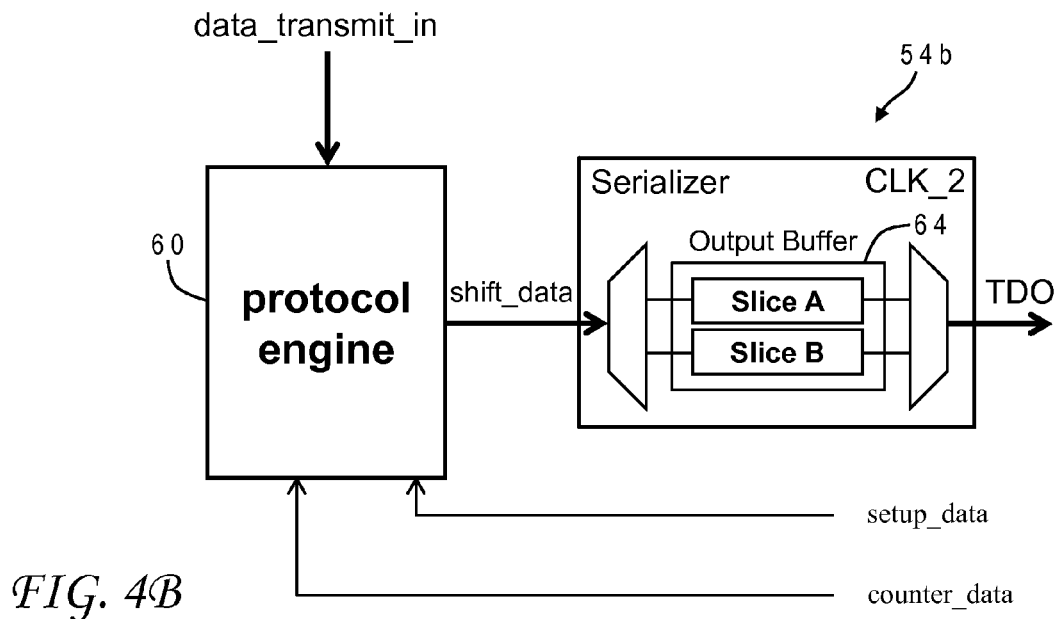 data_transmit_in
54b
Serializer
CLK_2
64
Output Buffer
60
protocol
engine
shift_data
Slice A
Slice B
TDO
setup_data
counter_data
FIG. 4B